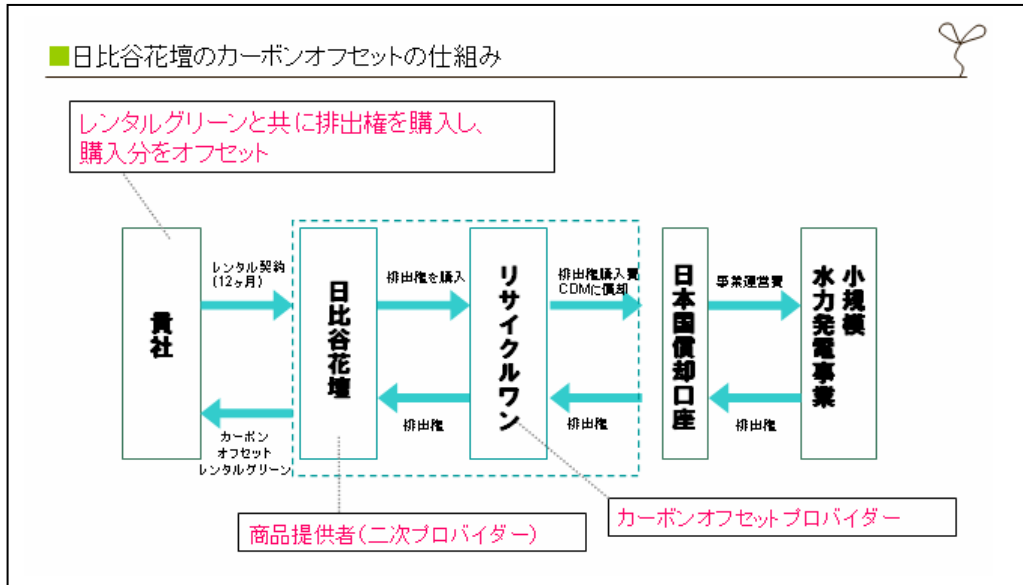 ■日比谷花壇のカーボンオフセットの仕組み
レンタルグリーンと共に排出権を購入し、
購入分をオフセット
貴社
レンタル契約
(12ヶ月)
カーボン
オフセット
レンタルグリーン
日比谷花壇
排出権を購入
排出権
リサイクルワン
排出権購入費
CDMに償却
排出権
日本国償却口座
事業運営費
排出権
小規模
水力発電事業
商品提供者(二次プロバイダー)
カーボンオフセットプロバイダー